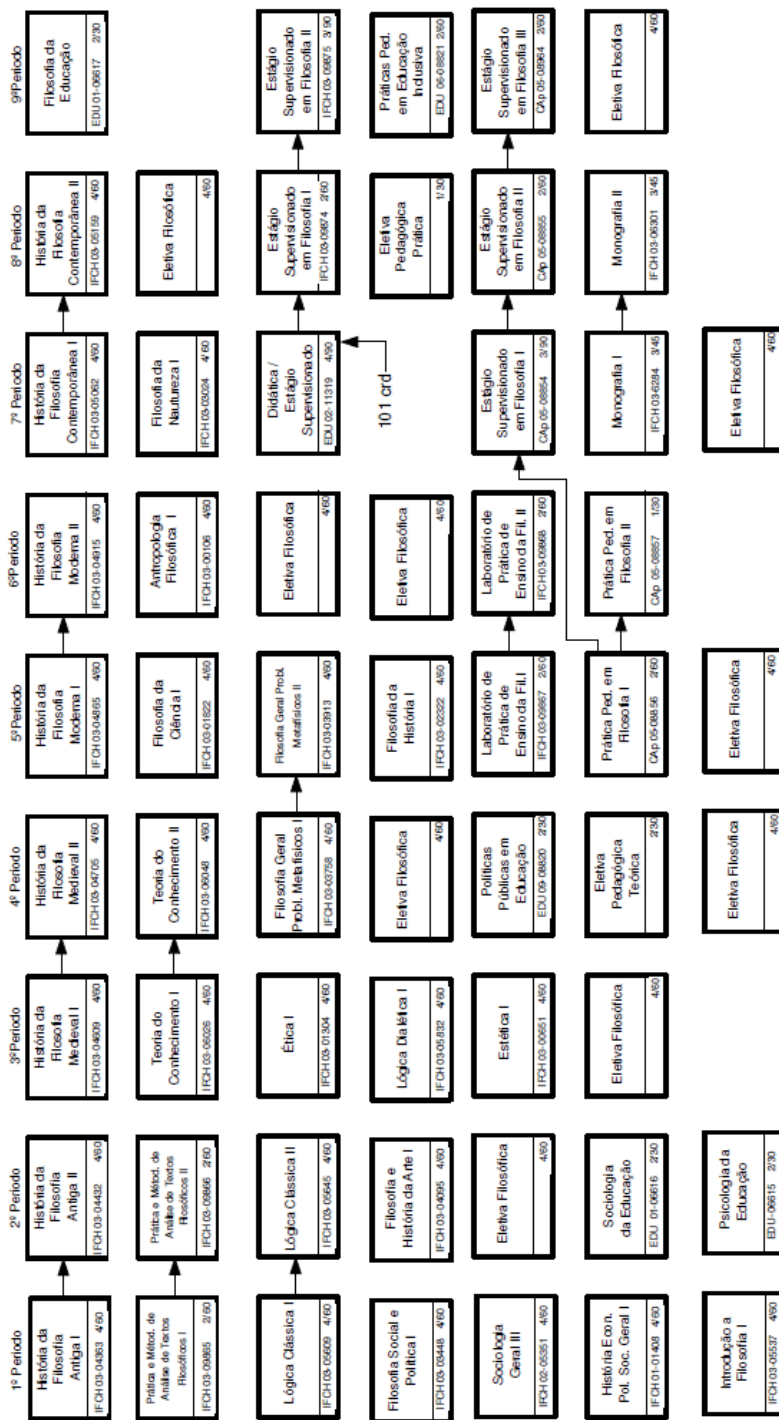 1º Periodo
História da
Filosofia
Antiga I
IFCH 03-04363 4/60
Prática e Métod. de
Análise de Textos
Filosóficos I
IFCH 03-09865 2/60
Lógica Clássica I
IFCH 03-05609 4/60
Filosofia Social e
Política I
IFCH 03-03448 4/60
Sociologia
Geral III
IFCH 02-05351 4/60
História Econ.
Pol. Soc. Geral I
IFCH 01-01408 4/60
Introdução a
Filosofia I
IFCH 03-05537 4/60
2º Periodo
História da
Filosofia
Antiga II
IFCH 03-04432 4/60
Prática e Métod. de
Análise de Textos
Filosóficos II
IFCH 03-09866 2/60
Lógica Clássica II
IFCH 03-05645 4/60
Filosofia e
História da Arte I
IFCH 03-04095 4/60
Eletiva Filosófica
4/60
Sociologia
da Educação
EDU 01-06616 2/30
Psicologia da
Educação
EDU-06615 2/30
3º Periodo
História da
Filosofia
Medieval I
IFCH 03-04609 4/60
Teoria do
Conhecimento I
IFCH 03-06026 4/60
Ética I
IFCH 03-01304 4/60
Lógica Dialética I
IFCH 03-05832 4/60
Estética I
IFCH 03-00651 4/60
Eletiva Filosófica
4/60
4º Periodo
História da
Filosofia
Medieval II
IFCH 03-04705 4/60
Teoria do
Conhecimento II
IFCH 03-06048 4/60
Filosofia Geral
Probl. Metafísicos I
IFCH 03-03758 4/60
Eletiva Filosófica
4/60
Políticas
Públicas em
Educação
EDU 09-08820 2/30
Eletiva
Pedagógica
Teórica
2/30
Eletiva Filosófica
4/60
5º Periodo
História da
Filosofia
Moderna I
IFCH 03-04865 4/60
Filosofia da
Ciência I
IFCH 03-01822 4/60
Filosofia Geral Probl.
Metafísicos II
IFCH 03-03913 4/60
Filosofia da
História I
IFCH 03-02322 4/60
Laboratório de
Prática de
Ensino da Fil. I
IFCH 03-09867 2/60
Prática Ped. em
Filosofia I
CAp 05-08856 2/60
Eletiva Filosófica
4/60
6º Periodo
História da
Filosofia
Moderna II
IFCH 03-04915 4/60
Antropologia
Filosófica I
IFCH 03-00106 4/60
Eletiva Filosófica
4/60
Eletiva Filosófica
4/60
Laboratório de
Prática de
Ensino da Fil. II
IFCH 03-09868 2/60
Prática Ped. em
Filosofia II
CAp 05-08857 1/30
7º Periodo
História da
Filosofia
Contemporânea I
IFCH 03-05062 4/60
Filosofia da
Nautureza I
IFCH 03-03024 4/60
Didática /
Estágio
Supervisionado
EDU 02-11319 4/90
101 crd
Estágio
Supervisionado
em Filosofia I
CAp 05-08854 3/90
Monografia I
IFCH 03-6284 3/45
Eletiva Filosófica
4/60
8º Periodo
História da
Filosofia
Contemporânea II
IFCH 03-05159 4/60
Eletiva Filosófica
4/60
Estágio
Supervisionado
em Filosofia I
IFCH 03-09874 2/60
Eletiva
Pedagógica
Prática
1/30
Estágio
Supervisionado
em Filosofia II
CAp 05-08855 2/60
Monografia II
IFCH 03-06301 3/45
9º Periodo
Filosofia da
Educação
EDU 01-06617 2/30
Estágio
Supervisionado
em Filosofia II
IFCH 03-09875 3/90
Práticas Ped.
em Educação
Inclusiva
EDU 06-08821 2/60
Estágio
Supervisionado
em Filosofia III
CAp 05-08964 2/60
Eletiva Filosófica
4/60